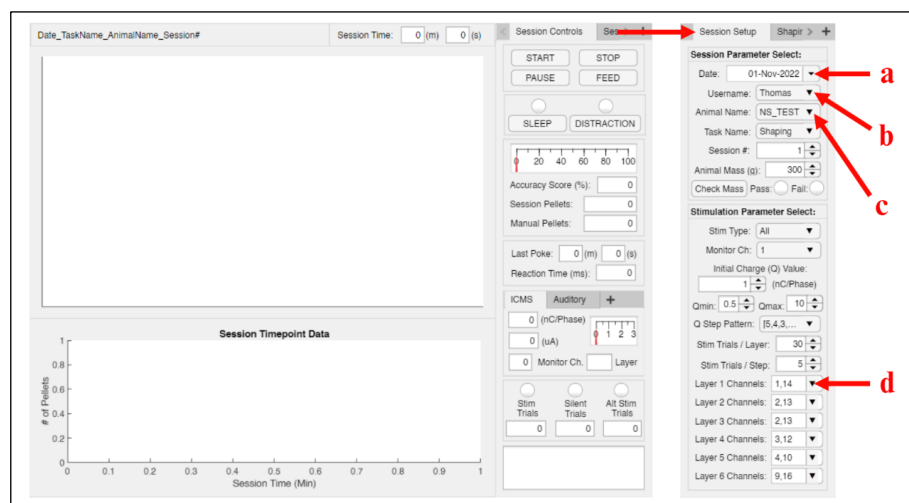 Date_TaskName_AnimalName_Session#
Session Time: 0 (m) 0 (s)
1
0.8
0.6
0.4
0.2
0
# of Pellets
Session Timepoint Data
0 0.1 0.2 0.3 0.4 0.5 0.6 0.7 0.8 0.9 1
Session Time (Min)
Session Controls
START STOP
PAUSE FEED
SLEEP DISTRACTION
0 20 40 60 80 100
Accuracy Score (%): 0
Session Pellets: 0
Manual Pellets: 0
Last Poke: 0 (m) 0 (s)
Reaction Time (ms): 0
ICMS Auditory +
0 (nC/Phase)
0 1 2 3
0 (uA)
0 Monitor Ch. Layer
Stim Trials Silent Trials Alt Stim Trials
0 0 0
Session Setup Shapir > +
Session Parameter Select:
Date: 01-Nov-2022
Username: Thomas
Animal Name: NS_TEST
Task Name: Shaping
Session #: 1
Animal Mass (g): 300
Check Mass Pass: Fail:
Stimulation Parameter Select:
Stim Type: All
Monitor Ch: 1
Initial Charge (Q) Value:
1 (nC/Phase)
Qmin: 0.5 Qmax: 10
Q Step Pattern: [5,4,3,...
Stim Trials / Layer: 30
Stim Trials / Step: 5
Layer 1 Channels: 1,14
Layer 2 Channels: 2,13
Layer 3 Channels: 2,13
Layer 4 Channels: 3,12
Layer 5 Channels: 4,10
Layer 6 Channels: 9,16
a
b
c
d